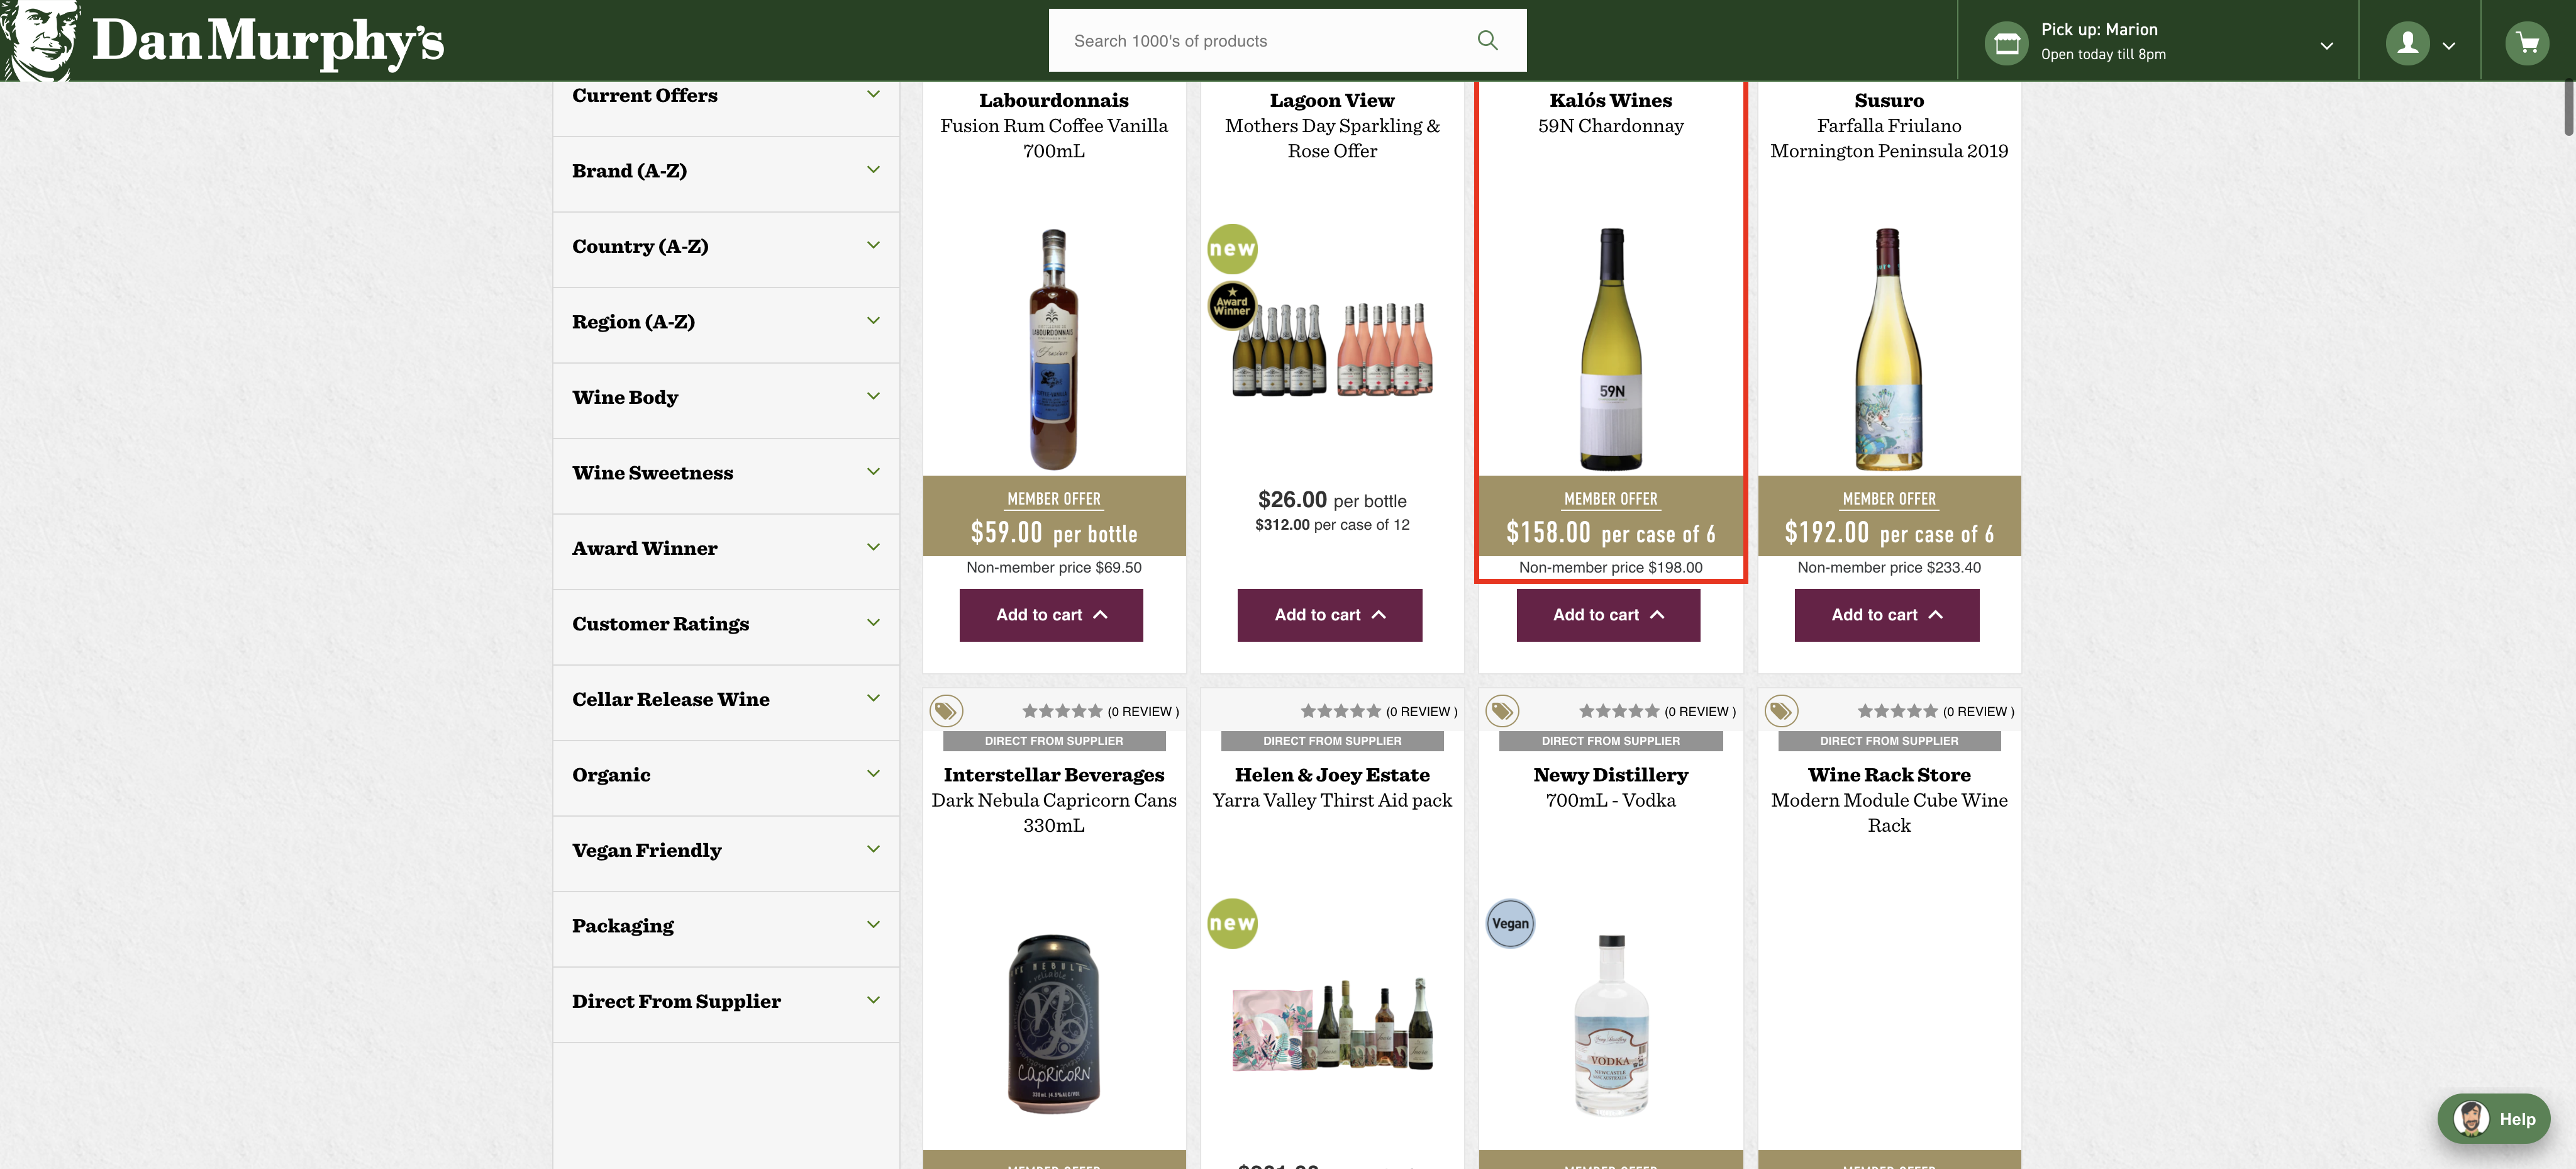 Dan Murphy's
Search 1000's of products
Pick up: Marion
Open today till 8pm
Current Offers
Brand (A-Z)
Country (A-Z)
Region (A-Z)
Wine Body
Wine Sweetness
Award Winner
Customer Ratings
Cellar Release Wine
Organic
Vegan Friendly
Packaging
Direct From Supplier
Labourdonnais
Fusion Rum Coffee Vanilla
700mL
LABOURDONNAIS
Fusion
MEMBER OFFER
$59.00 per bottle
Non-member price $69.50
Add to cart
Lagoon View
Mothers Day Sparkling &
Rose Offer
new
Award
Winner
$26.00 per bottle
$312.00 per case of 12
Add to cart
Kalós Wines
59N Chardonnay
59N
MEMBER OFFER
$158.00 per case of 6
Non-member price $198.00
Add to cart
Susuro
Farfalla Friulano
Mornington Peninsula 2019
MEMBER OFFER
$192.00 per case of 6
Non-member price $233.40
Add to cart
(0 REVIEW )
DIRECT FROM SUPPLIER
Interstellar Beverages
Dark Nebula Capricorn Cans
330mL
CAPRICORN
(0 REVIEW )
DIRECT FROM SUPPLIER
Helen & Joey Estate
Yarra Valley Thirst Aid pack
new
(0 REVIEW )
DIRECT FROM SUPPLIER
Newy Distillery
700mL - Vodka
Vegan
VODKA
NEWCASTLE
(0 REVIEW )
DIRECT FROM SUPPLIER
Wine Rack Store
Modern Module Cube Wine
Rack
MEMBER OFFER
MEMBER OFFER
MEMBER OFFER
Help